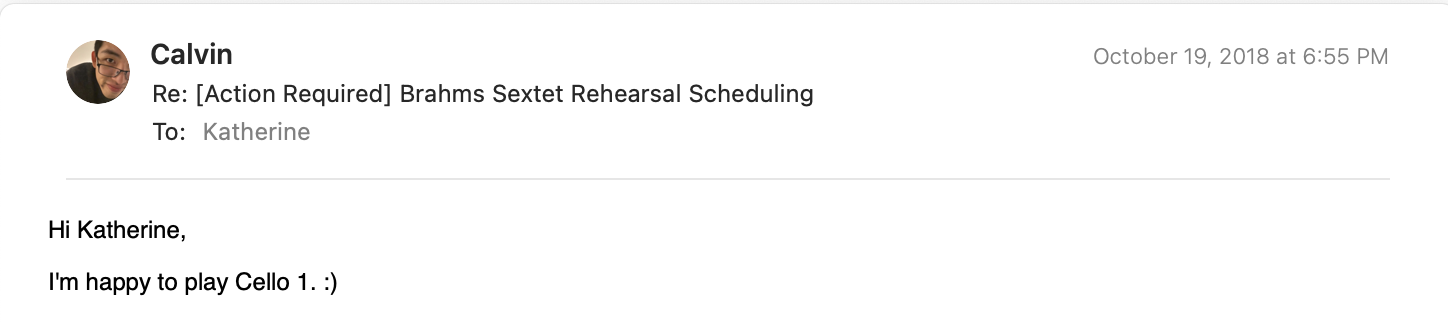 Calvin
October 19, 2018 at 6:55 PM
Re: [Action Required] Brahms Sextet Rehearsal Scheduling
To: Katherine
Hi Katherine,
I'm happy to play Cello 1. :)